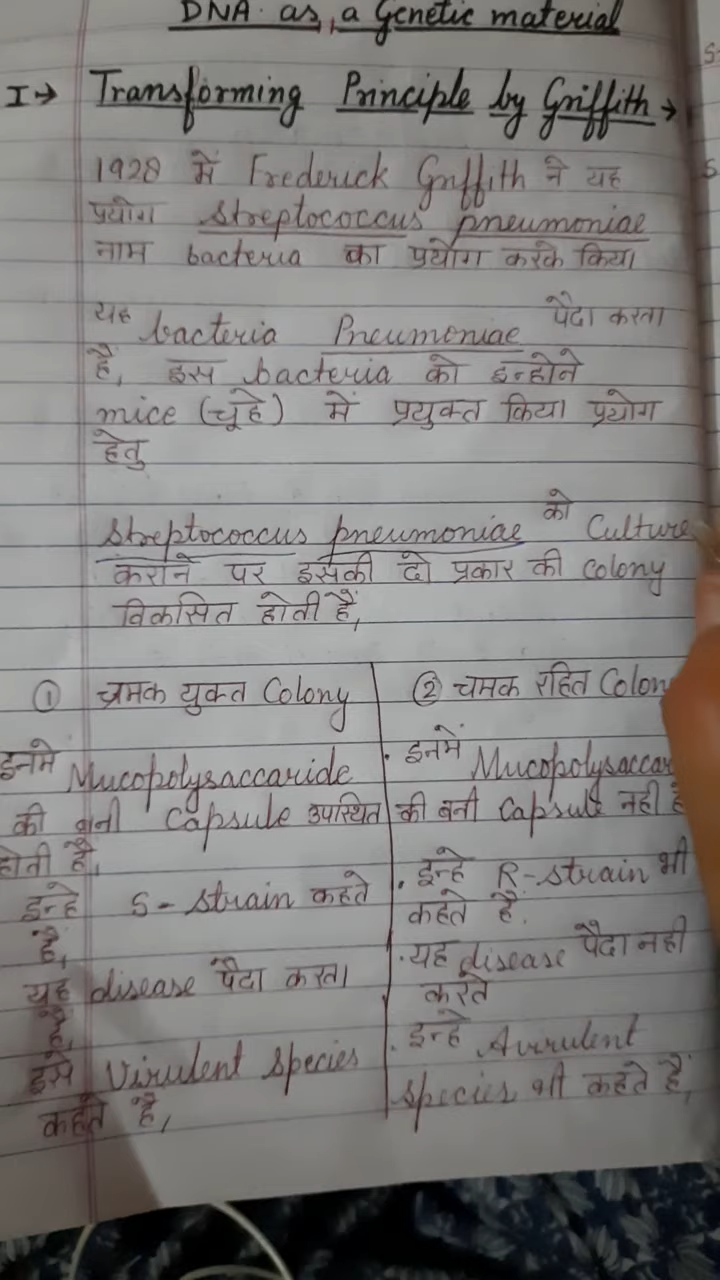 DNA as a Genetic material
I → Transforming Principle by Griffith →
1928 में Frederick Griffith ने यह
प्रयोग Streptococcus pneumoniae
नाम bacteria का प्रयोग करके किया।
यह bacteria Pneumoniae पैदा करता
है, इस bacteria को इन्होने
mice (चूहे) में प्रयुक्त किया प्रयोग
हेतु
Streptococcus pneumoniae को Culture
कराने पर इसकी दो प्रकार की colony
विकसित होती हैं,
① चमक युक्त Colony
इनमे Mucopolysaccaride
की बनी Capsule उपस्थित
होती है,
इन्हे S-strain कहते
हैं,
यह disease पैदा करता
है,
इसे Virulent species
कहते है,
② चमक रहित Colon
· इनमें Mucopolysaccar
की बनी Capsule नही है
· इन्हे R-strain भी
कहते है.
· यह disease पैदा नही
करते
· इन्हे Avirulent
species भी कहते हैं,